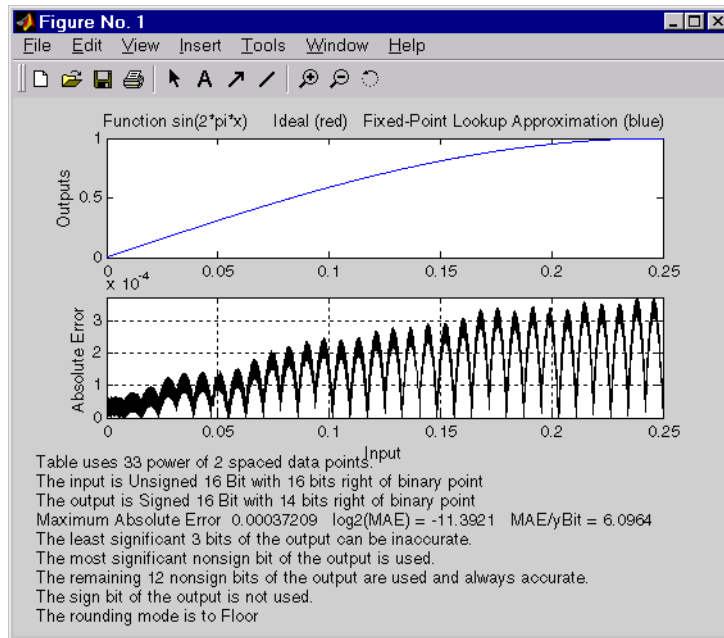 Figure No. 1
File Edit View Insert Tools Window Help
A
Function sin(2*pi*x) Ideal (red) Fixed-Point Lookup Approximation (blue)
1
0.5
0
Outputs
0 0.05 0.1 0.15 0.2 0.25
x 10-4
3
2
1
0
Absolute Error
0 0.05 0.1 0.15 0.2 0.25
Input
Table uses 33 power of 2 spaced data points.
The input is Unsigned 16 Bit with 16 bits right of binary point
The output is Signed 16 Bit with 14 bits right of binary point
Maximum Absolute Error 0.00037209 log2(MAE) = -11.3921 MAE/yBit = 6.0964
The least significant 3 bits of the output can be inaccurate.
The most significant nonsign bit of the output is used.
The remaining 12 nonsign bits of the output are used and always accurate.
The sign bit of the output is not used.
The rounding mode is to Floor